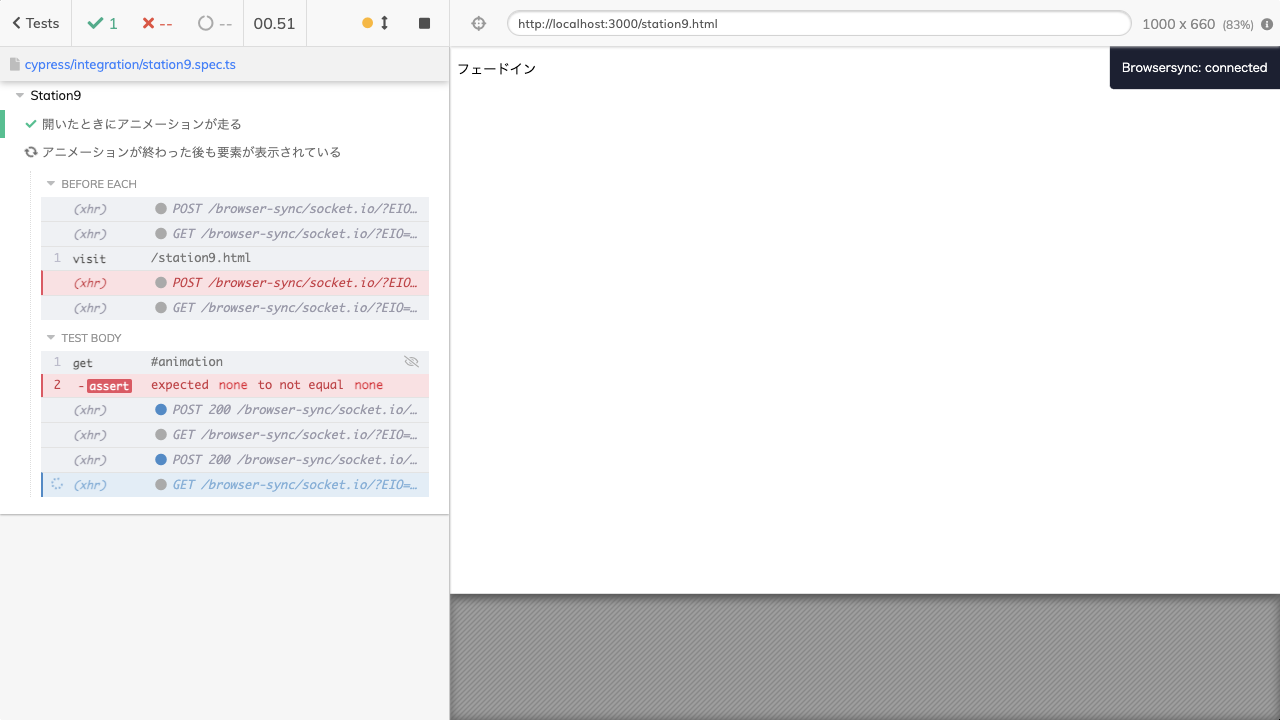 Tests
1
--
--
00.51
http://localhost:3000/station9.html
1000 x 660 (83%)
cypress/integration/station9.spec.ts
フェードイン
Browsersync: connected
Station9
開いたときにアニメーションが走る
アニメーションが終わった後も要素が表示されている
BEFORE EACH
(xhr) POST /browser-sync/socket.io/?EIO...
(xhr) GET /browser-sync/socket.io/?EIO=...
1 visit /station9.html
(xhr) POST /browser-sync/socket.io/?EIO...
(xhr) GET /browser-sync/socket.io/?EIO=...
TEST BODY
1 get #animation
2 -assert expected none to not equal none
(xhr) POST 200 /browser-sync/socket.io/...
(xhr) GET /browser-sync/socket.io/?EIO=...
(xhr) POST 200 /browser-sync/socket.io/...
(xhr) GET /browser-sync/socket.io/?EIO=...